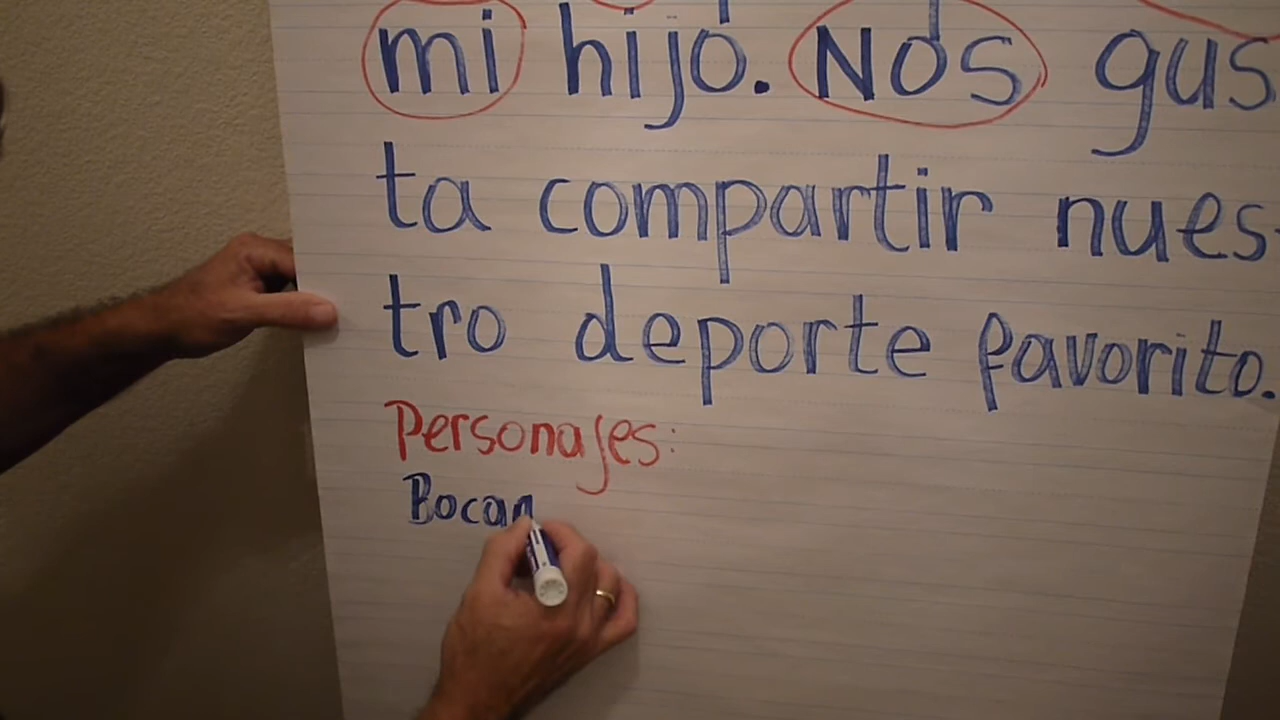 mi hijo. Nos gus
ta compartir nues-
tro deporte favorito.
Personajes:
Bocan